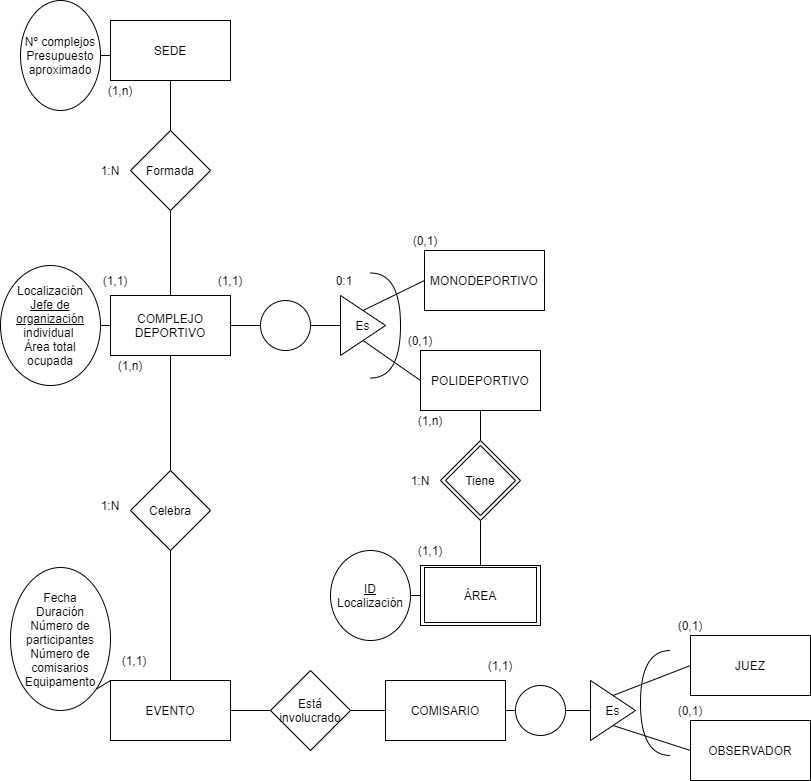 Nº complejos
Presupuesto
aproximado
SEDE
(1,n)
1:N
Formada
(1,1)
(1,1)
Localización
Jefe de
organización
individual
Área total
ocupada
COMPLEJO
DEPORTIVO
(1,n)
0:1
Es
(0,1)
MONODEPORTIVO
(0,1)
POLIDEPORTIVO
(1,n)
1:N
Tiene
1:N
Celebra
(1,1)
ID
Localización
ÁREA
Fecha
Duración
Número de
participantes
Número de
comisarios
Equipamento
(1,1)
EVENTO
Está
involucrado
(1,1)
COMISARIO
Es
(0,1)
JUEZ
(0,1)
OBSERVADOR